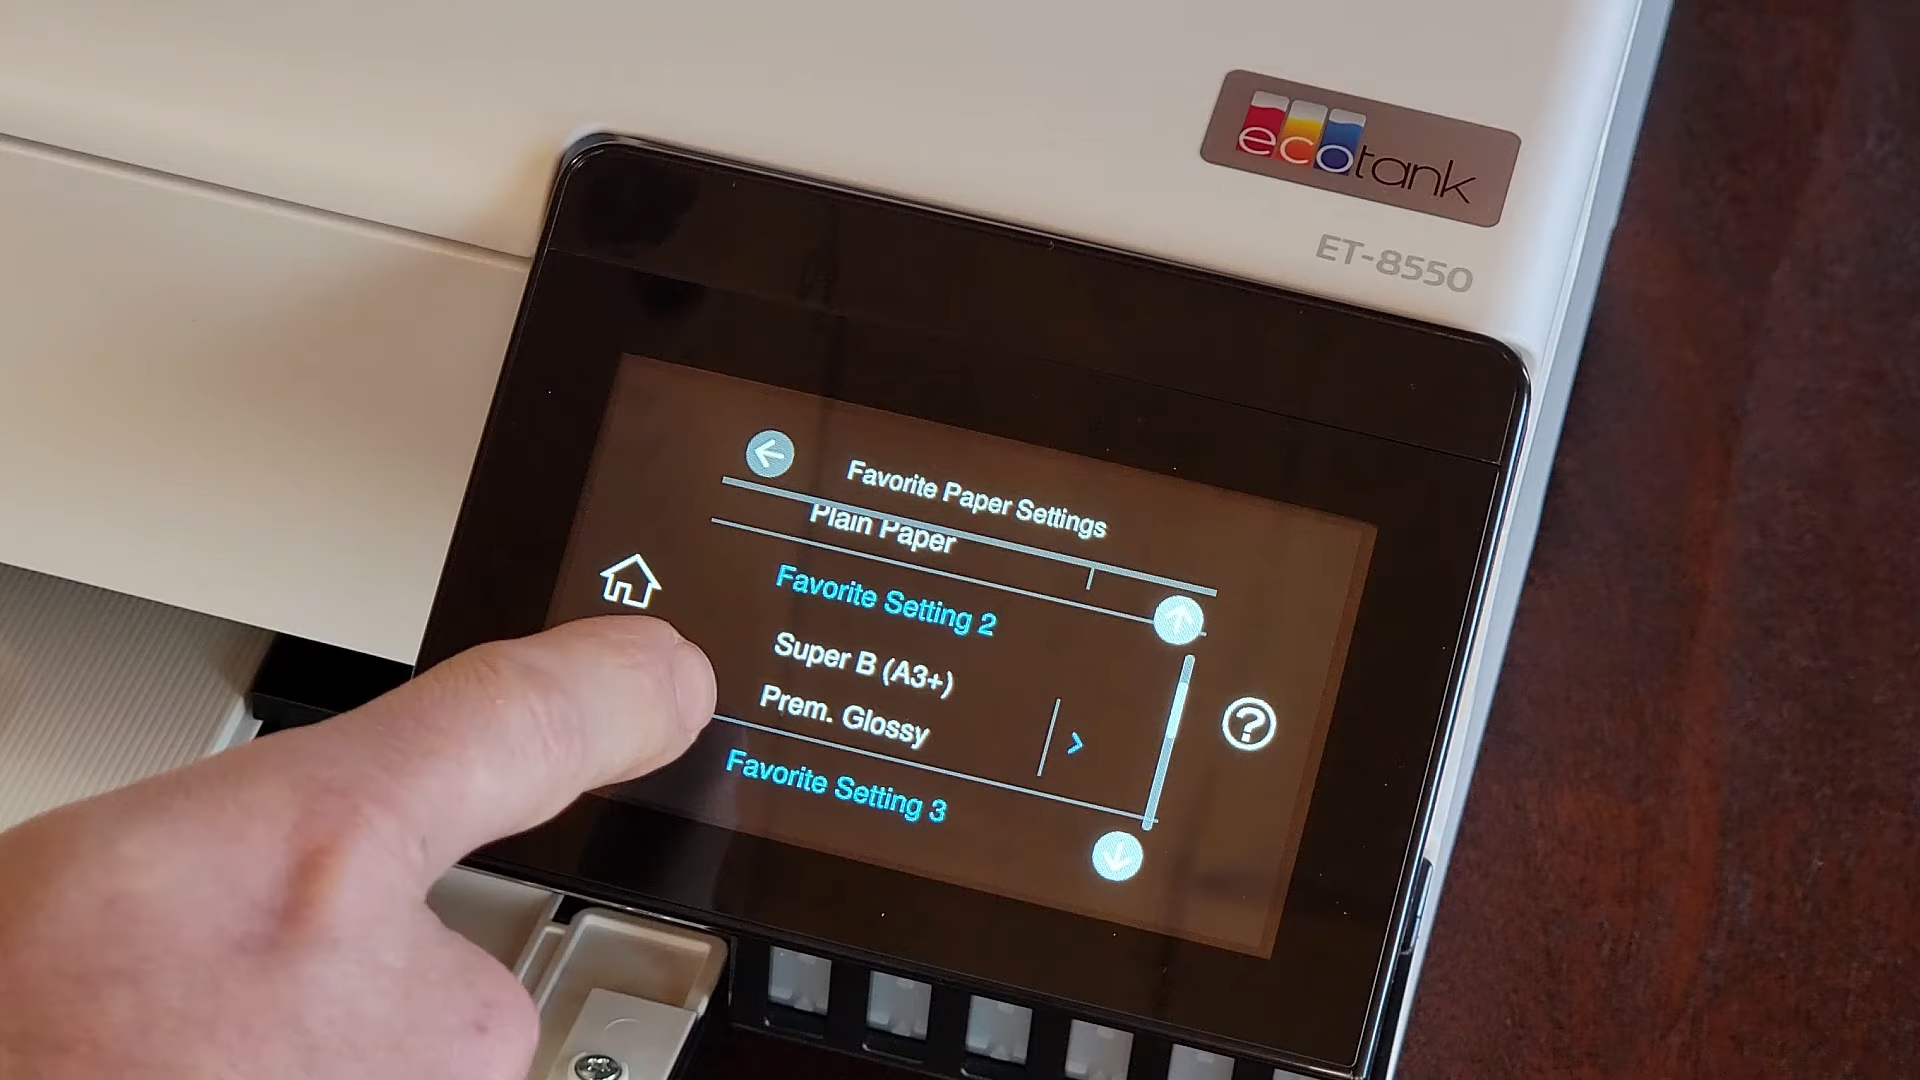 ecotank
ET-8550
Favorite Paper Settings
Plain Paper
Favorite Setting 2
Super B (A3+)
Prem. Glossy
Favorite Setting 3